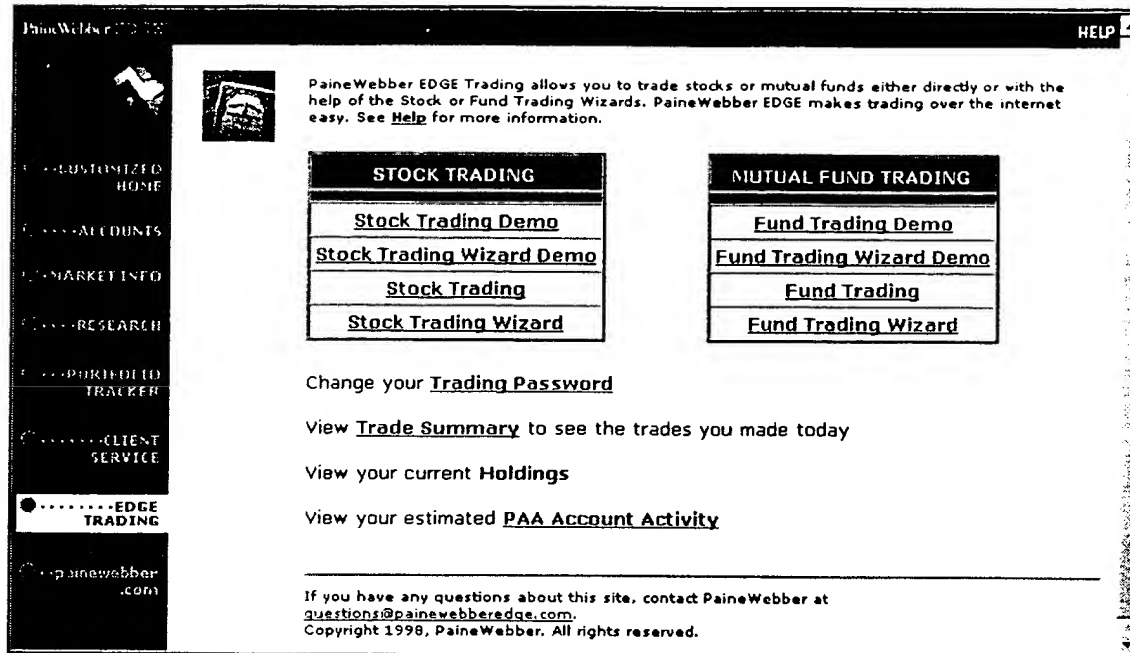 PaineWebber
HELP
PaineWebber EDGE Trading allows you to trade stocks or mutual funds either directly or with the
help of the Stock or Fund Trading Wizards. PaineWebber EDGE makes trading over the internet
easy. See Help for more information.
CUSTOMIZED
HOME
ACCOUNTS
MARKET INFO
RESEARCH
PORTFOLIO
TRACKER
CLIENT
SERVICE
EDGE
TRADING
painewebber
.com
STOCK TRADING
Stock Trading Demo
Stock Trading Wizard Demo
Stock Trading
Stock Trading Wizard
MUTUAL FUND TRADING
Fund Trading Demo
Fund Trading Wizard Demo
Fund Trading
Fund Trading Wizard
Change your Trading Password
View Trade Summary to see the trades you made today
View your current Holdings
View your estimated PAA Account Activity
If you have any questions about this site, contact PaineWebber at
questions@painewebberedge.com.
Copyright 1998, PaineWebber. All rights reserved.